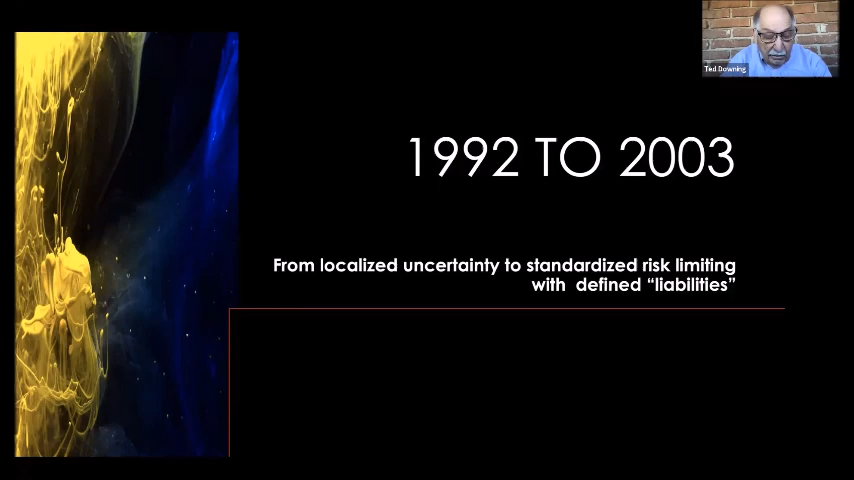 Ted Downing
1992 TO 2003
From localized uncertainty to standardized risk limiting
with defined “liabilities”